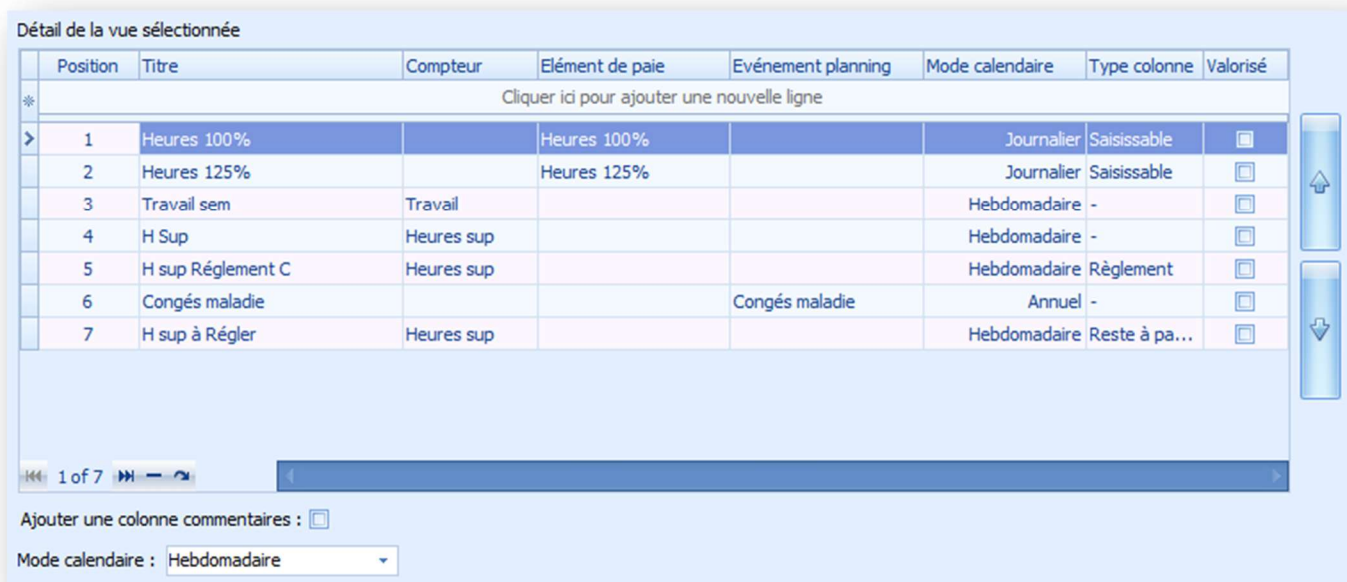 Détail de la vue sélectionnée
Position Titre Compteur Elément de paie Evénement planning Mode calendaire Type colonne Valorisé
Cliquer ici pour ajouter une nouvelle ligne
1 Heures 100% Heures 100% Journalier Saisissable
2 Heures 125% Heures 125% Journalier Saisissable
3 Travail sem Travail Hebdomadaire -
4 H Sup Heures sup Hebdomadaire -
5 H sup Réglement C Heures sup Hebdomadaire Règlement
6 Congés maladie Congés maladie Annuel -
7 H sup à Régler Heures sup Hebdomadaire Reste à pa...
1 of 7
Ajouter une colonne commentaires :
Mode calendaire : Hebdomadaire